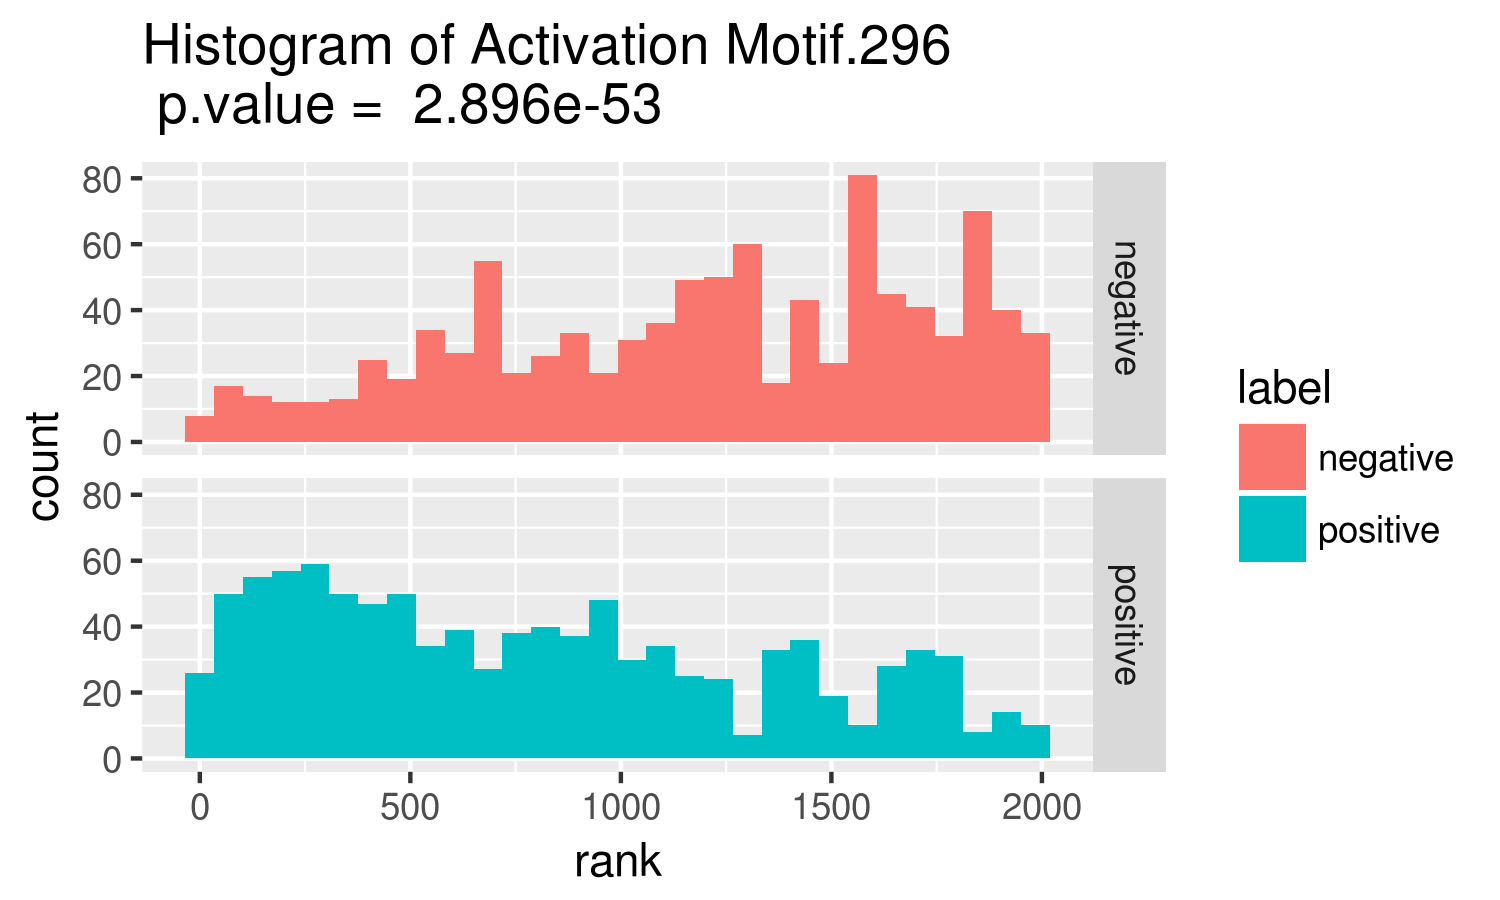 Histogram of Activation Motif.296
p.value = 2.896e-53
count
80
60
40
20
0
negative
80
60
40
20
0
positive
0 500 1000 1500 2000
rank
label
negative
positive